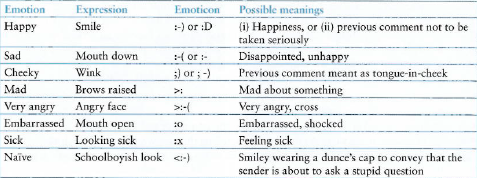 Emotion Expression Emoticon Possible meanings
Happy Smile :-) or :D (i) Happiness, or (ii) previous comment not to be
taken seriously
Sad Mouth down :-( or :- Disappointed, unhappy
Cheeky Wink ;) or ; -) Previous comment meant as tongue-in-cheek
Mad Brows raised >: Mad about something
Very angry Angry face >:-( Very angry, cross
Embarrassed Mouth open :o Embarrassed, shocked
Sick Looking sick :x Feeling sick
Naïve Schoolboyish look <:-) Smiley wearing a dunce's cap to convey that the
sender is about to ask a stupid question